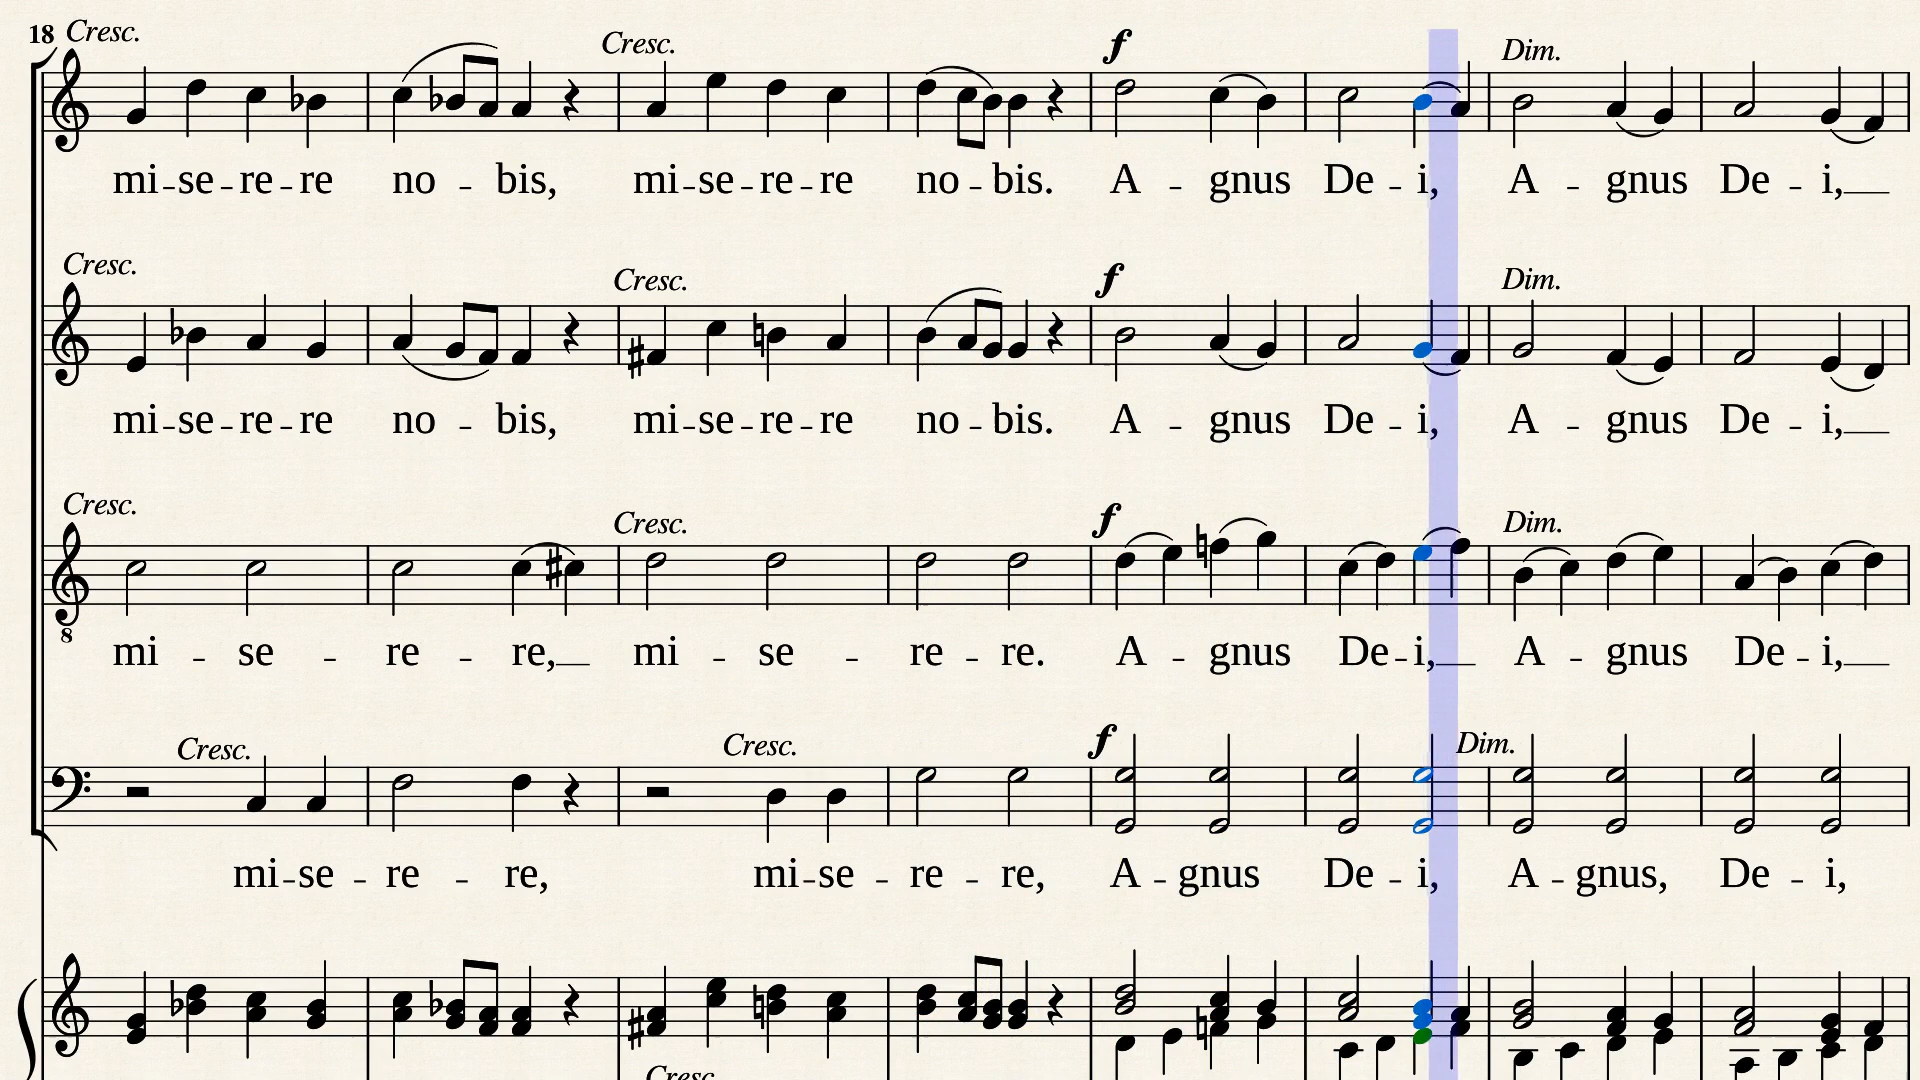 18 Cresc. Cresc. f Dim.
mi-se-re-re no - bis, mi-se-re-re no-bis. A - gnus De - i, A - gnus De - i,
Cresc. Cresc. f Dim.
mi-se-re-re no - bis, mi-se-re-re no-bis. A - gnus De - i, A - gnus De - i,
Cresc. Cresc. f Dim.
8
mi - se - re - re, mi - se - re - re. A - gnus De-i, A - gnus De-i,
Cresc. Cresc. f Dim.
mi-se - re - re, mi-se - re - re, A - gnus De - i, A - gnus, De - i,
Cresc.